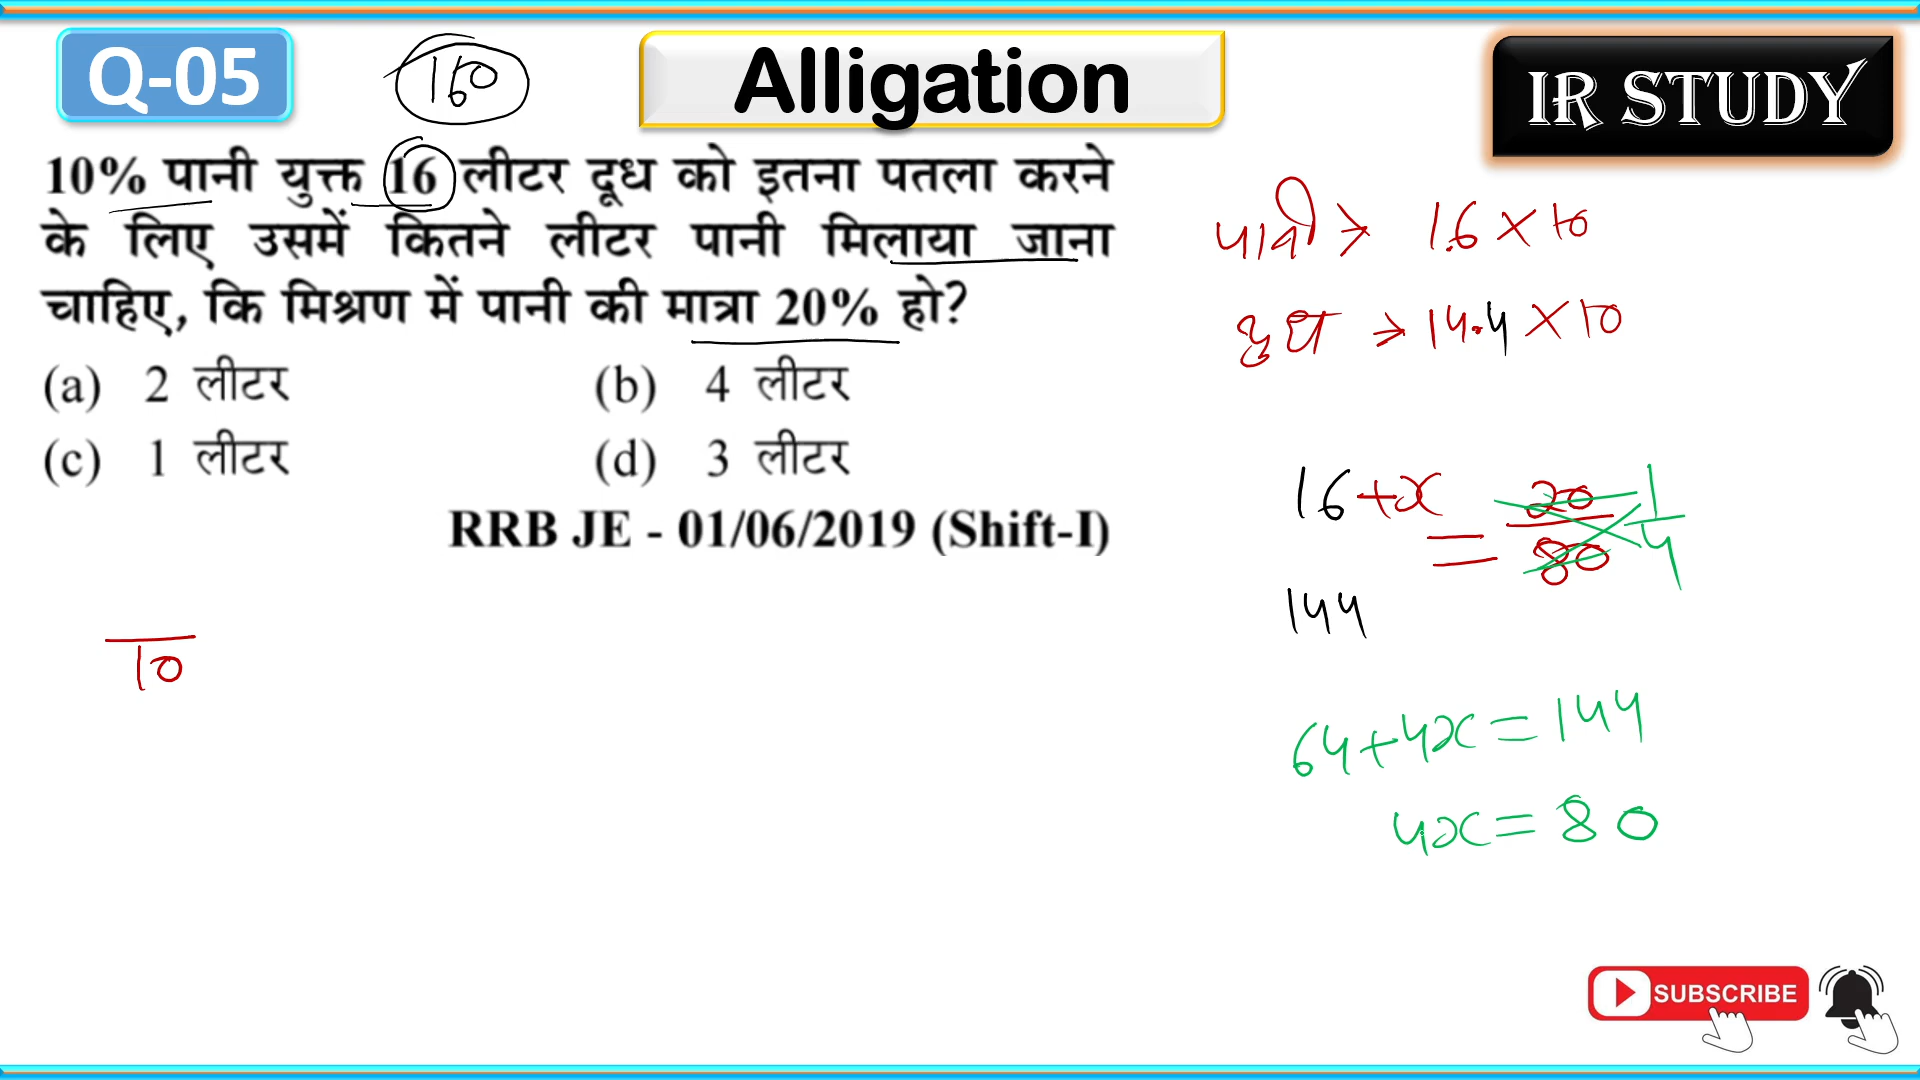 Q-05
160
Alligation
IR STUDY
10% पानी युक्त 16 लीटर दूध को इतना पतला करने
के लिए उसमें कितने लीटर पानी मिलाया जाना
चाहिए, कि मिश्रण में पानी की मात्रा 20% हो?
(a) 2 लीटर (b) 4 लीटर
(c) 1 लीटर (d) 3 लीटर
RRB JE - 01/06/2019 (Shift-I)
10
पानी → 1.6 × 10
दुध → 14.4 × 10
16+x = 20 1
80 4
144
64+4x=144
4x=80
SUBSCRIBE